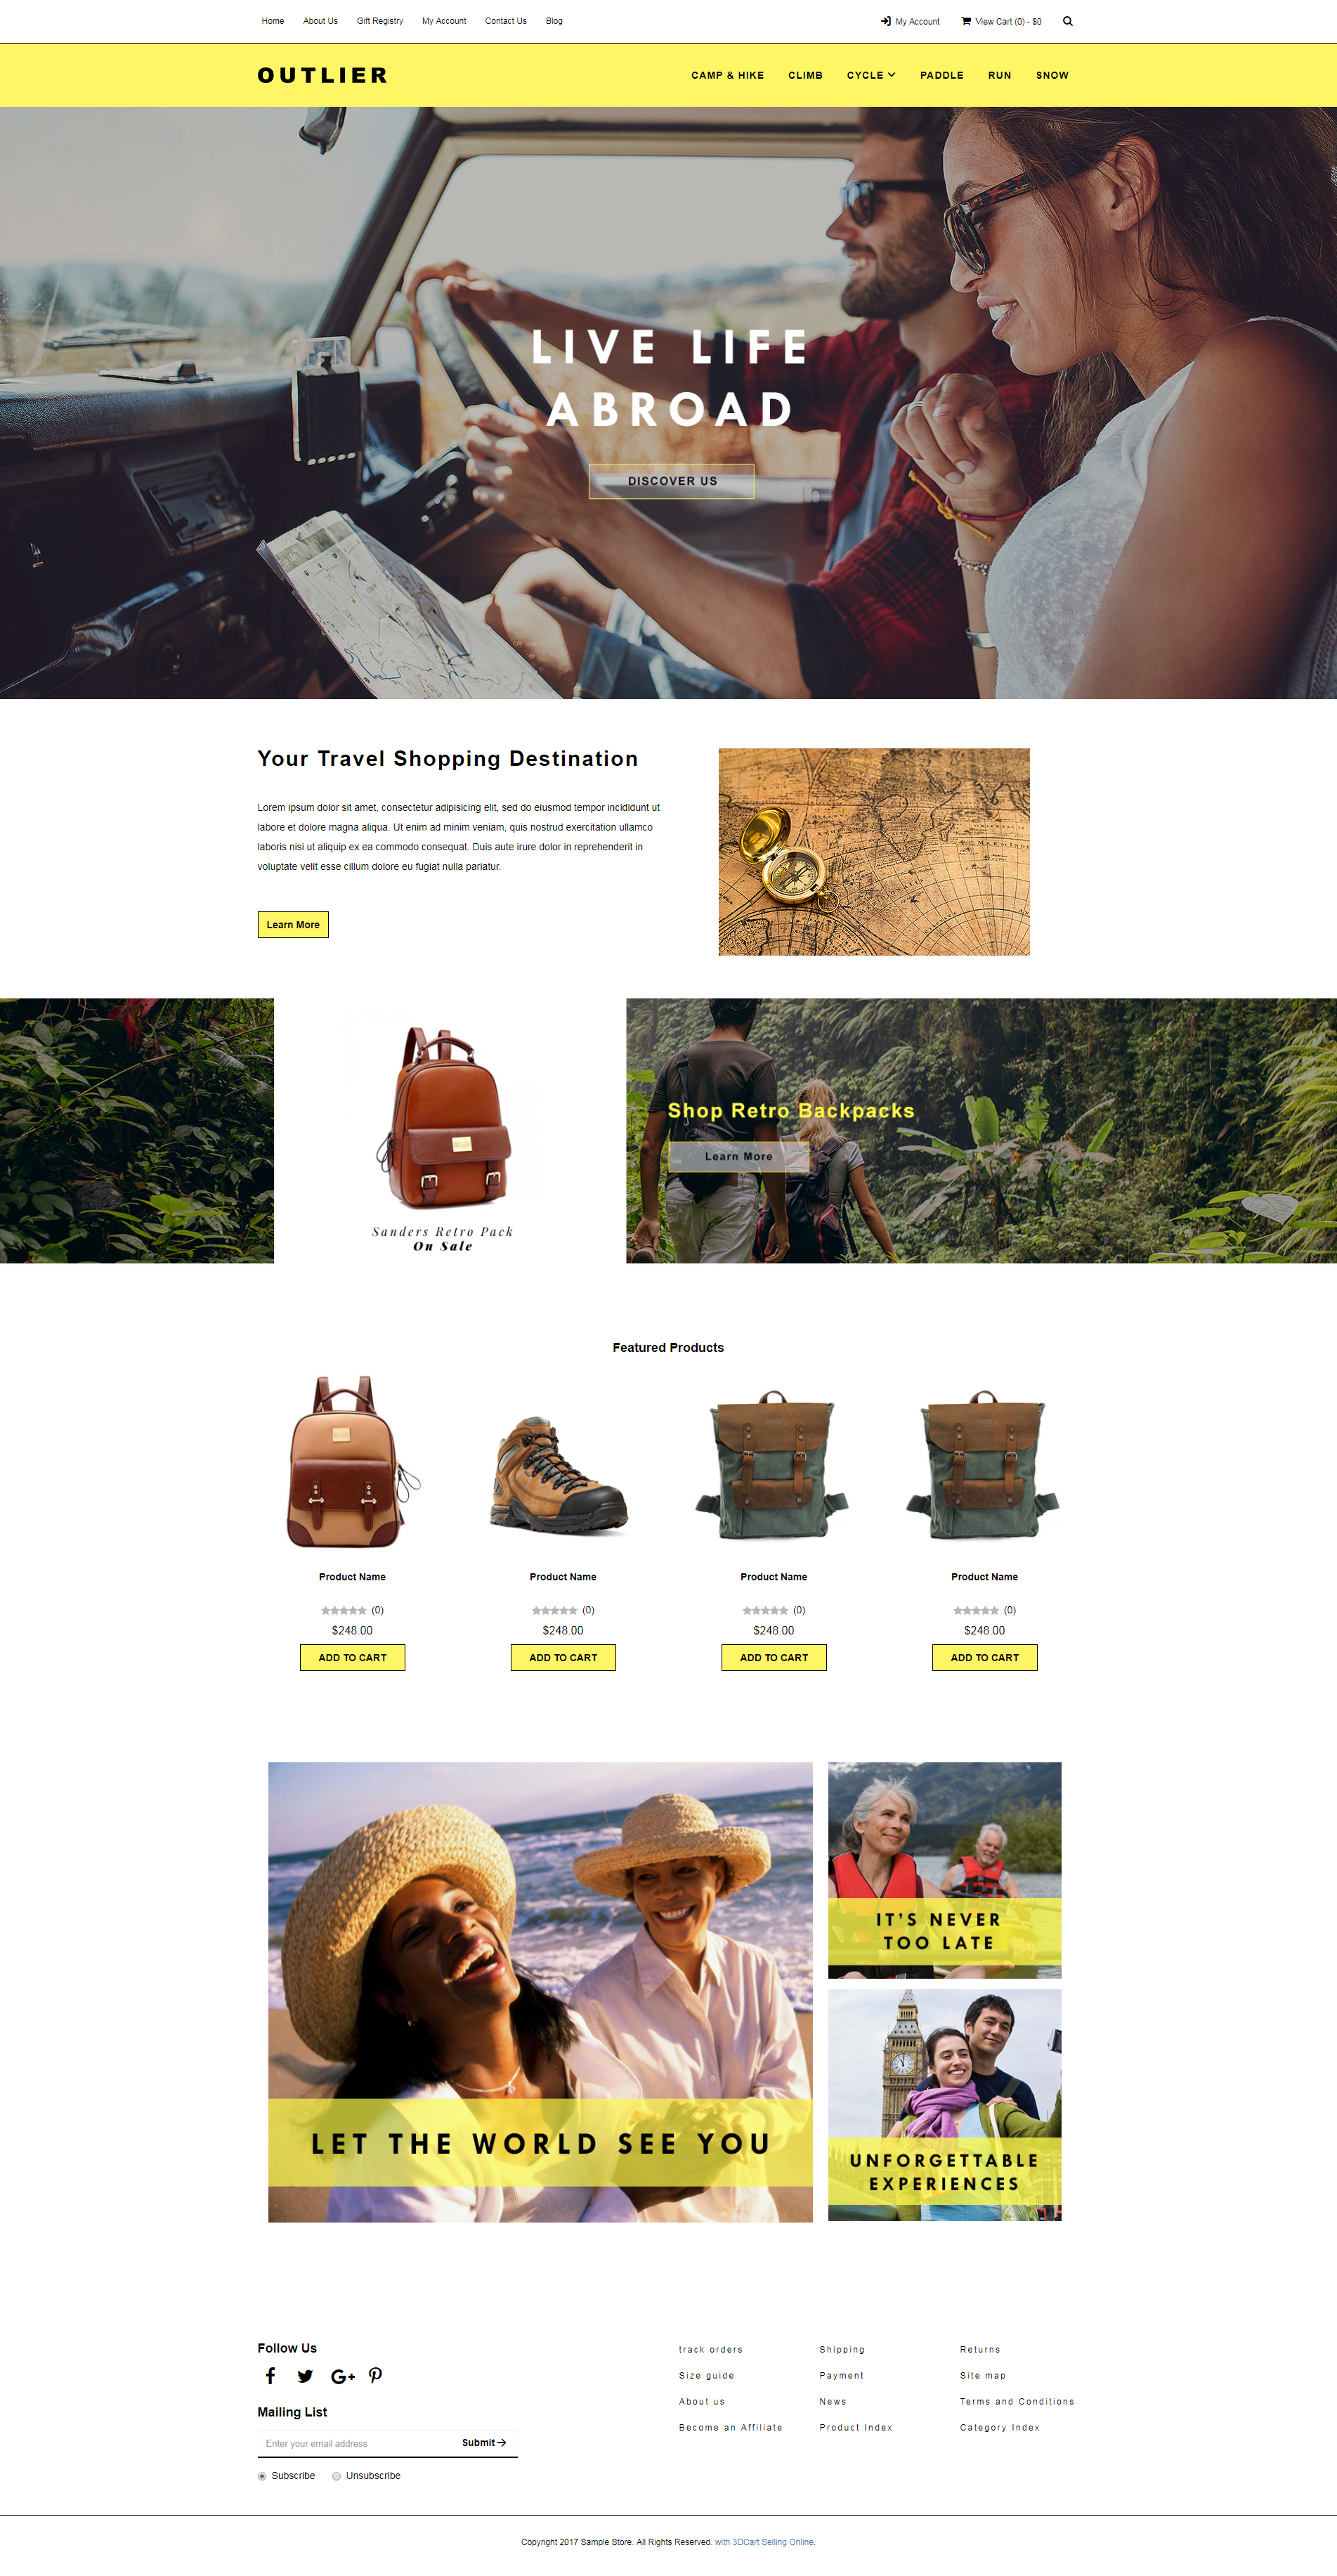 Home About Us Gift Registry My Account Contact Us Blog My Account View Cart (0) - $0
OUTLIER CAMP & HIKE CLIMB CYCLE PADDLE RUN SNOW
LIVE LIFE
ABROAD
DISCOVER US
Your Travel Shopping Destination
Lorem ipsum dolor sit amet, consectetur adipisicing elit, sed do eiusmod tempor incididunt ut
labore et dolore magna aliqua. Ut enim ad minim veniam, quis nostrud exercitation ullamco
laboris nisi ut aliquip ex ea commodo consequat. Duis aute irure dolor in reprehenderit in
voluptate velit esse cillum dolore eu fugiat nulla pariatur.
Learn More
Sanders Retro Pack
On Sale
Shop Retro Backpacks
Learn More
Featured Products
Product Name Product Name Product Name Product Name
(0) (0) (0) (0)
$248.00 $248.00 $248.00 $248.00
ADD TO CART ADD TO CART ADD TO CART ADD TO CART
LET THE WORLD SEE YOU
IT'S NEVER
TOO LATE
UNFORGETTABLE
EXPERIENCES
Follow Us
Mailing List
Enter your email address Submit
Subscribe Unsubscribe
track orders Shipping Returns
Size guide Payment Site map
About us News Terms and Conditions
Become an Affiliate Product Index Category Index
Copyright 2017 Sample Store. All Rights Reserved. with 3DCart Selling Online.